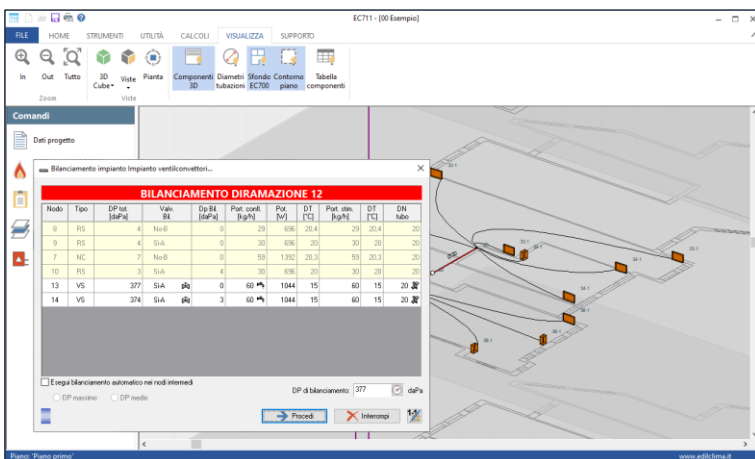 EC711 - [00 Esempio]
FILE HOME STRUMENTI UTILITÀ CALCOLI VISUALIZZA SUPPORTO
In Out Tutto 3D Cube Viste Pianta Componenti 3D Diametri tubazioni Sfondo EC700 Contorno piano Tabella componenti
Zoom Viste
Comandi
Dati progetto
Bilanciamento impianto Impianto ventilconvettori...
BILANCIAMENTO DIRAMAZIONE 12
Nodo Tipo DP tot. [daPa] Valv. Bil. Dp Bil. [daPa] Port. confl. [kg/h] Pot. [W] DT [°C] Port. stim. [kg/h] DT [°C] DN tubo
8 RS 4 No-B 0 29 696 20,4 29 20,4 20
9 RS 4 Si-A 0 30 696 20 30 20 20
7 NC 7 No-B 0 59 1392 20,3 59 20,3 20
10 RS 3 Si-A 4 30 696 20 30 20 20
13 VS 377 Si-A 0 60 1044 15 60 15 20
14 VS 374 Si-A 3 60 1044 15 60 15 20
Esegui bilanciamento automatico nei nodi intermedi
DP massimo DP medio
DP di bilanciamento: 377 daPa
Procedi Interrompi
Piano: 'Piano primo' www.edilclima.it